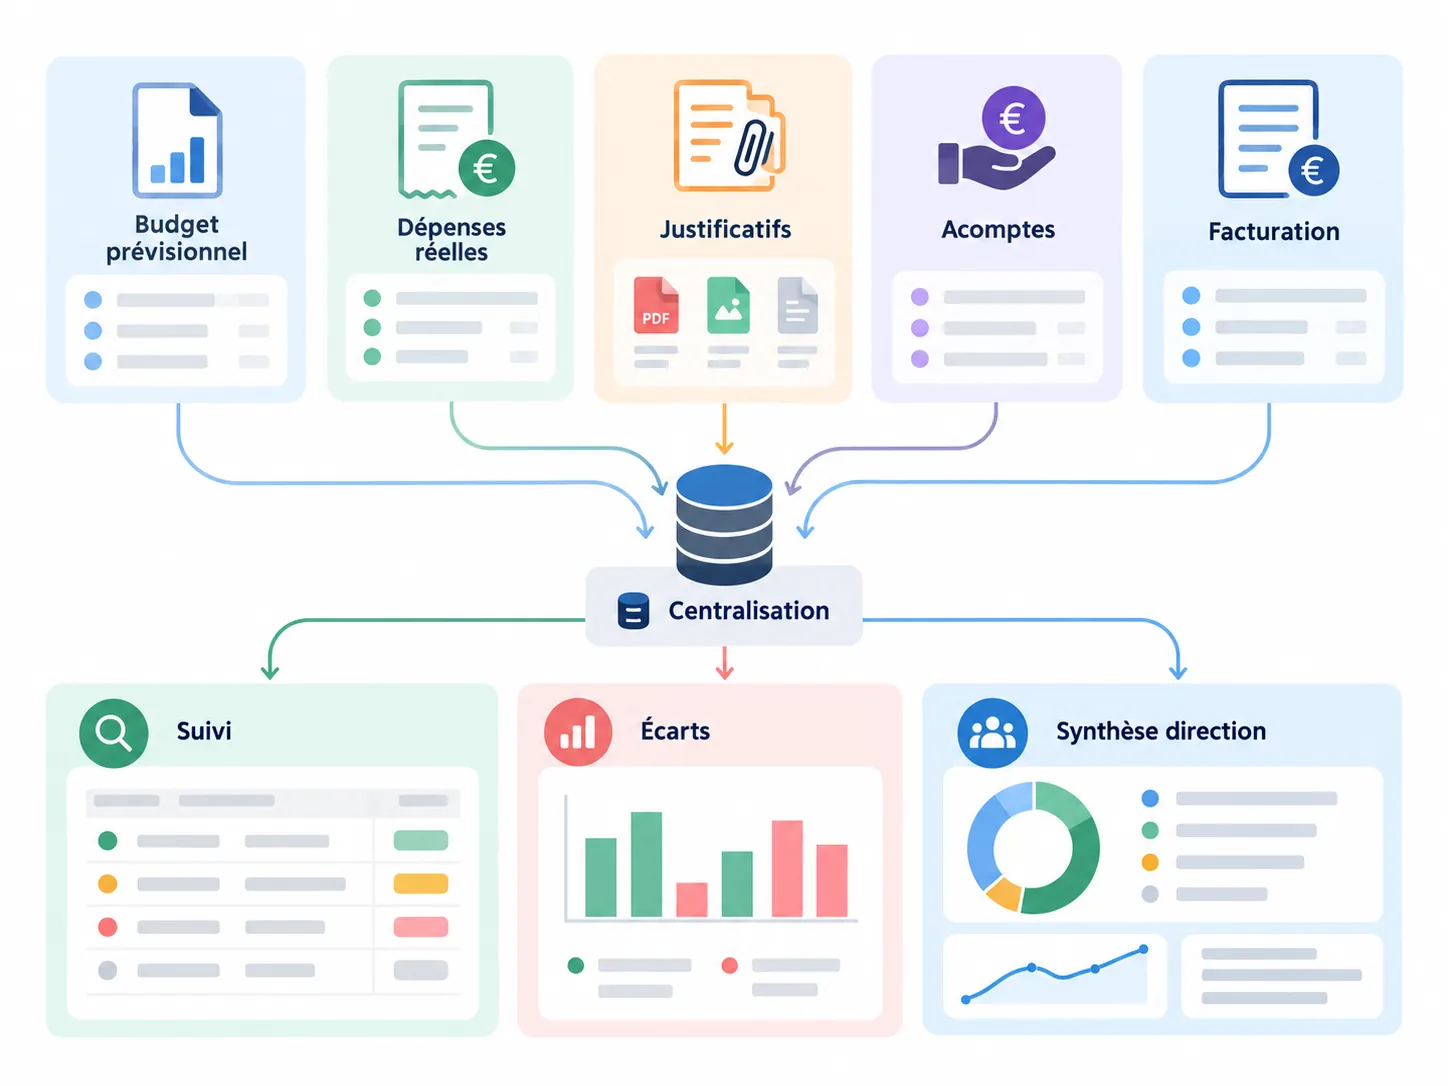 Budget
prévisionnel
Dépenses
réelles
Justificatifs
Acomptes
Facturation
€
€
€
PDF
Centralisation
Suivi
Écarts
Synthèse direction